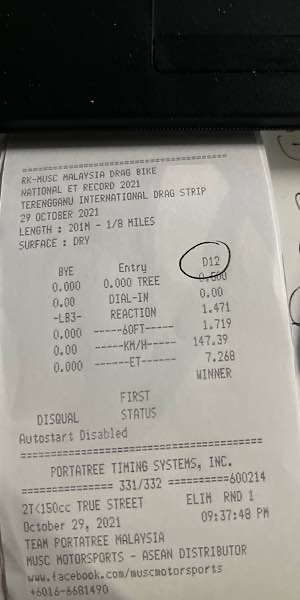 =====================================
RK-MUSC MALAYSIA DRAG BIKE
NATIONAL ET RECORD 2021
TERENGGANU INTERNATIONAL DRAG STRIP
29 OCTOBER 2021
LENGTH : 201M - 1/8 MILES
SURFACE : DRY
BYE Entry D12
0.000 0.000 TREE 0.500
0.00 DIAL-IN 0.00
-LB3- REACTION 1.471
0.000 -----60FT----- 1.719
0.00 -----KM/H----- 147.39
0.000 ------ET------ 7.268
WINNER
FIRST
DISQUAL STATUS
Autostart Disabled
=====================================
PORTATREE TIMING SYSTEMS, INC.
=============== 331/332 ==========600214
2T<150cc TRUE STREET ELIM RND 1
October 29, 2021 09:37:48 PM
TEAM PORTATREE MALAYSIA
MUSC MOTORSPORTS - ASEAN DISTRIBUTOR
www.facebook.com/muscmotorsports
+6016-6681490